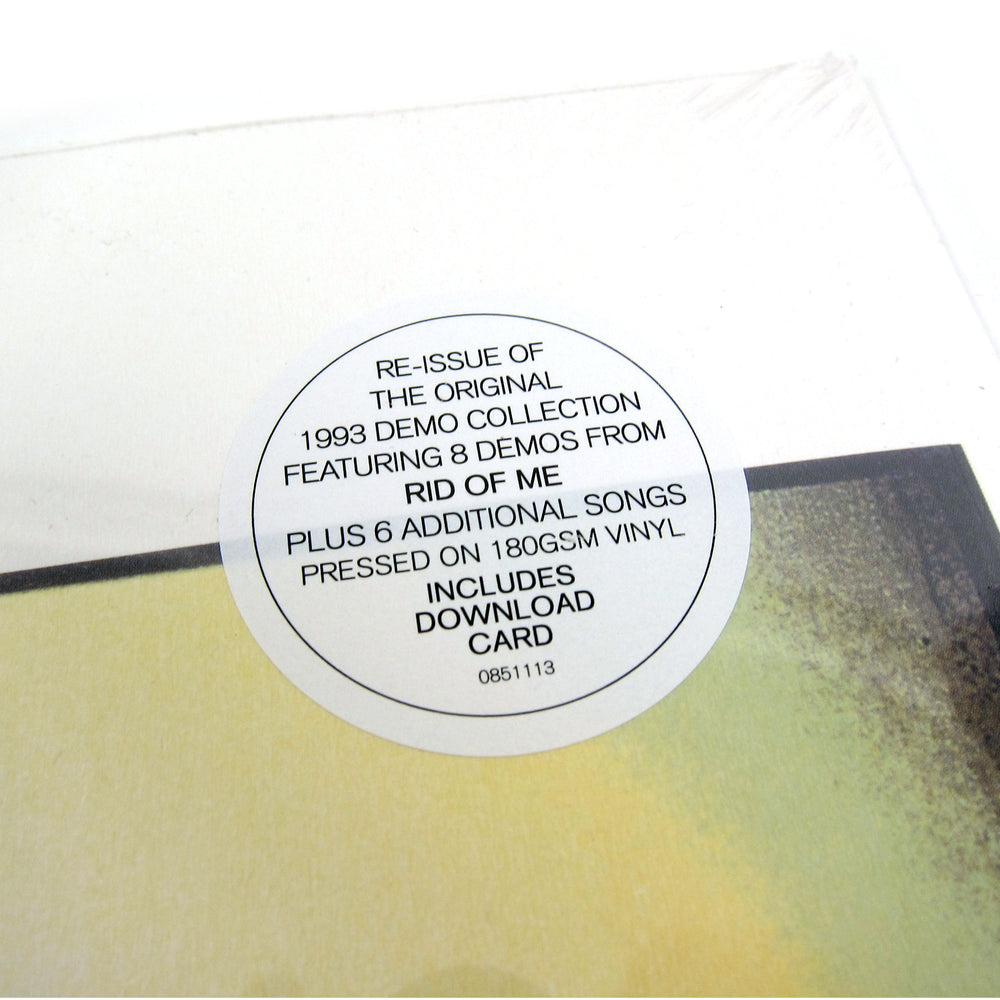 RE-ISSUE OF
THE ORIGINAL
1993 DEMO COLLECTION
FEATURING 8 DEMOS FROM
RID OF ME
PLUS 6 ADDITIONAL SONGS
PRESSED ON 180GSM VINYL
INCLUDES
DOWNLOAD
CARD
0851113